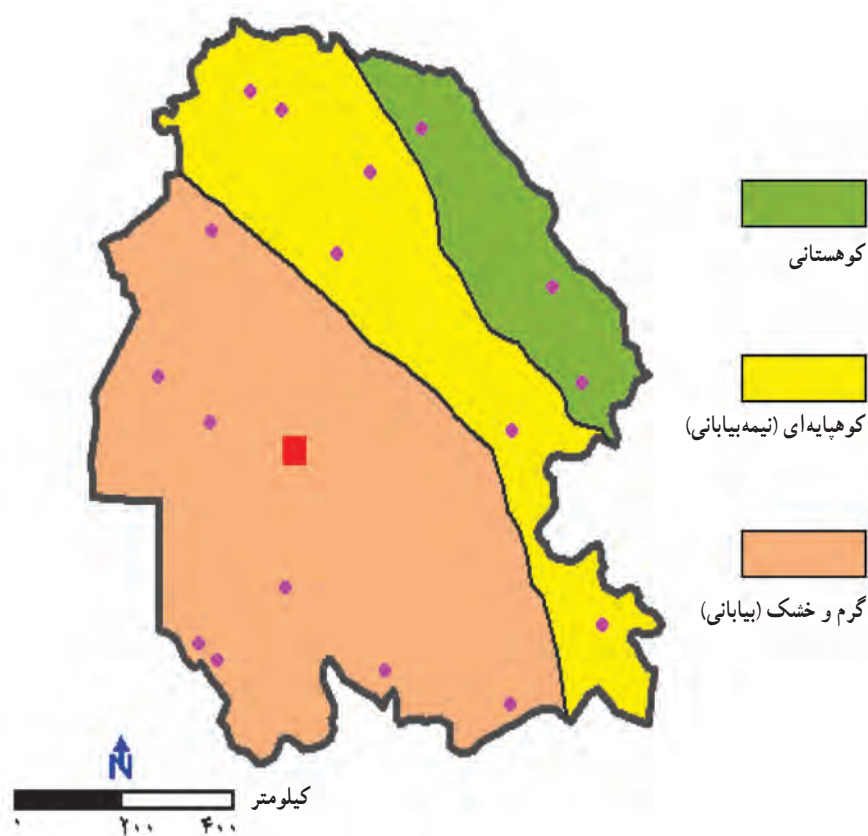 کوهستانی
کوهپایه‌ای (نیمه‌بیابانی)
گرم و خشک (بیابانی)
N
کیلومتر
۰ ۲۰۰ ۴۰۰